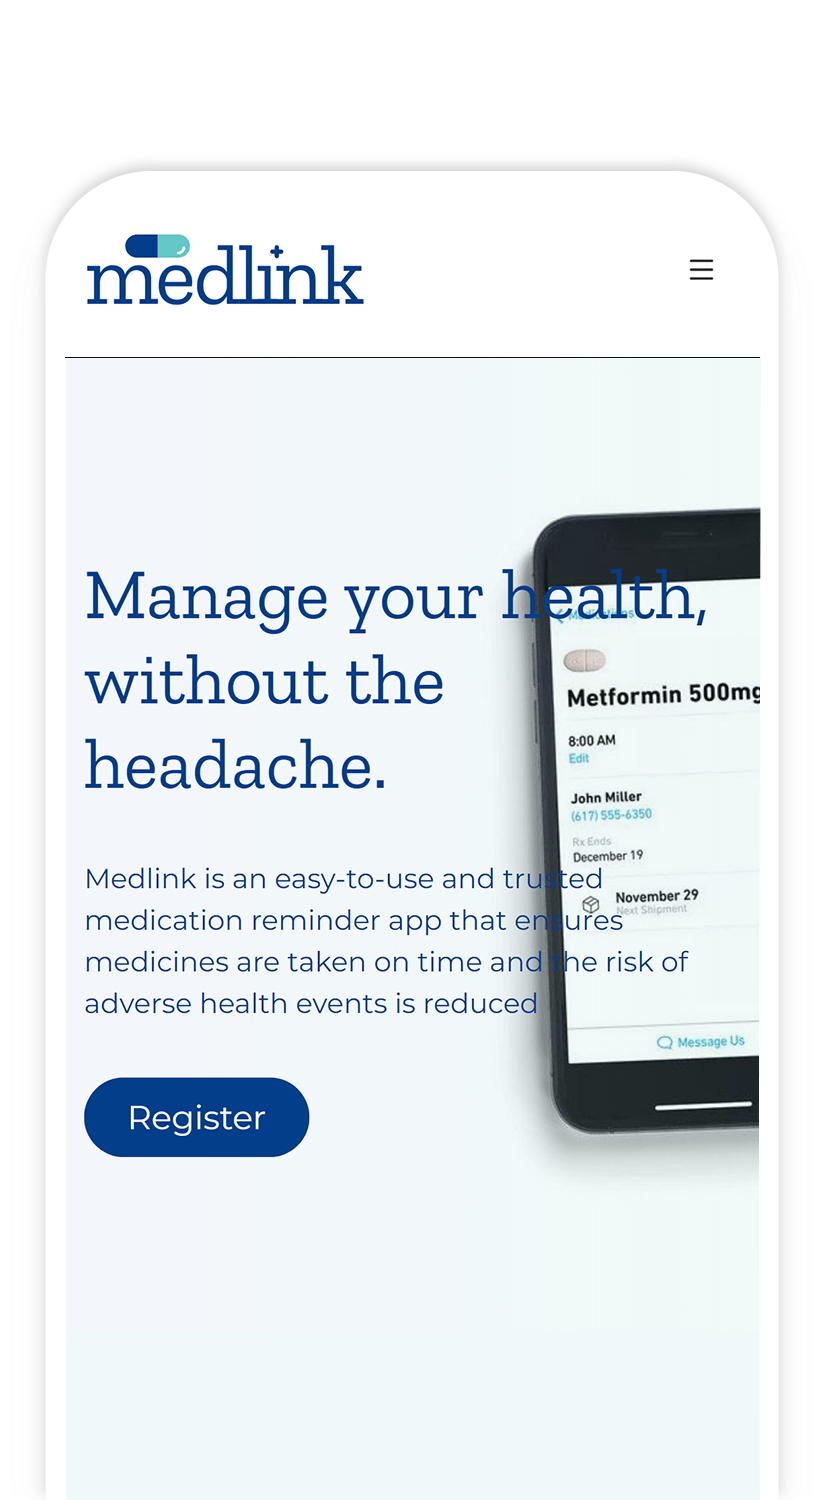 medlink
Manage your health,
without the
headache.
Medlink is an easy-to-use and trusted
medication reminder app that ensures
medicines are taken on time and the risk of
adverse health events is reduced
Register
Medications
Metformin 500mg
8:00 AM
Edit
John Miller
(617) 555-6350
Rx Ends
December 19
November 29
Next Shipment
Message Us